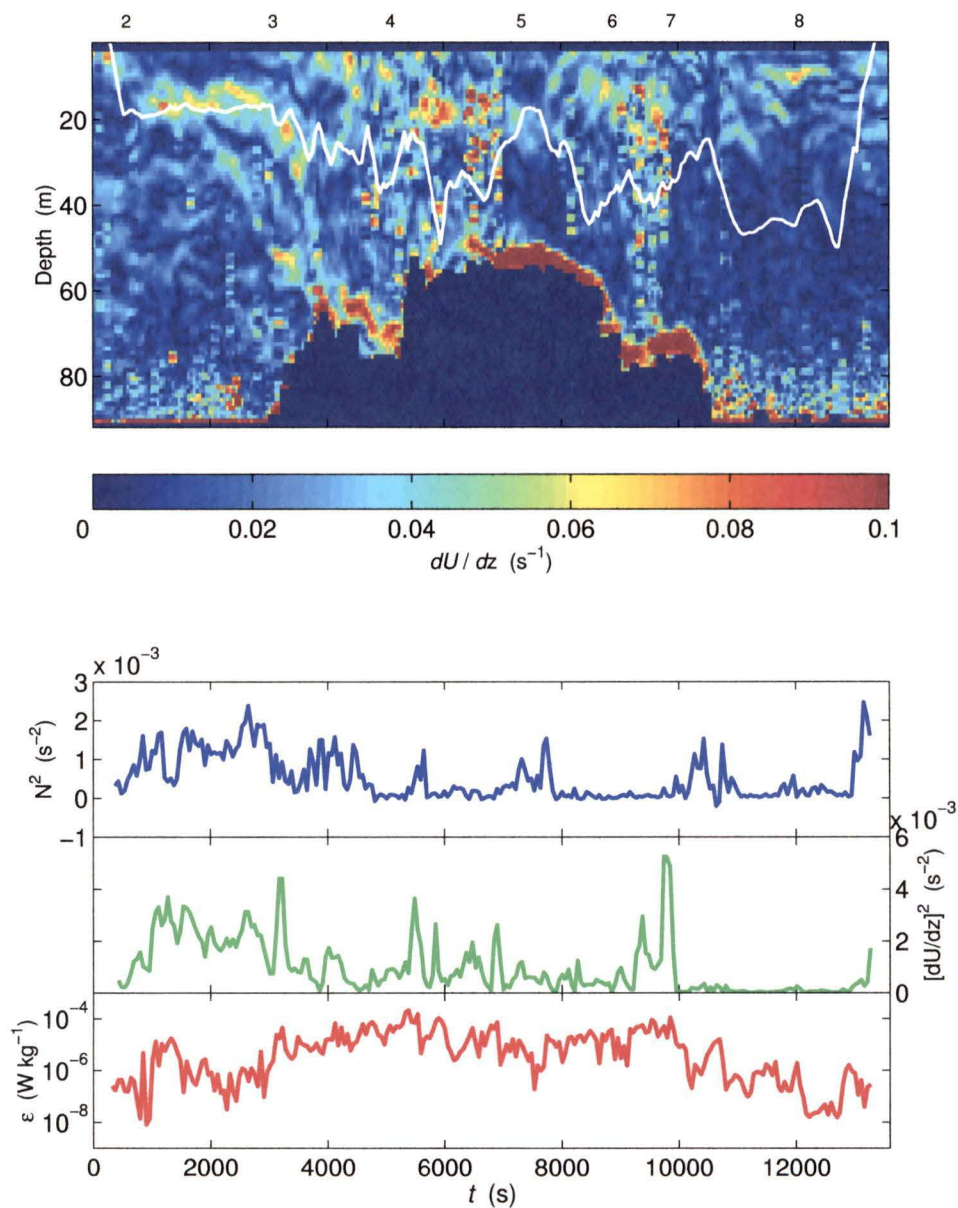 2 3 4 5 6 7 8
20
40
60
80
Depth (m)
0 0.02 0.04 0.06 0.08 0.1
dU / dz (s⁻¹)
x 10⁻³
3
2
1
0
−1
N² (s⁻²)
x 10⁻³
6
4
2
0
[dU/dz]² (s⁻²)
10⁻⁴
10⁻⁶
10⁻⁸
ε (W kg⁻¹)
0 2000 4000 6000 8000 10000 12000
t (s)